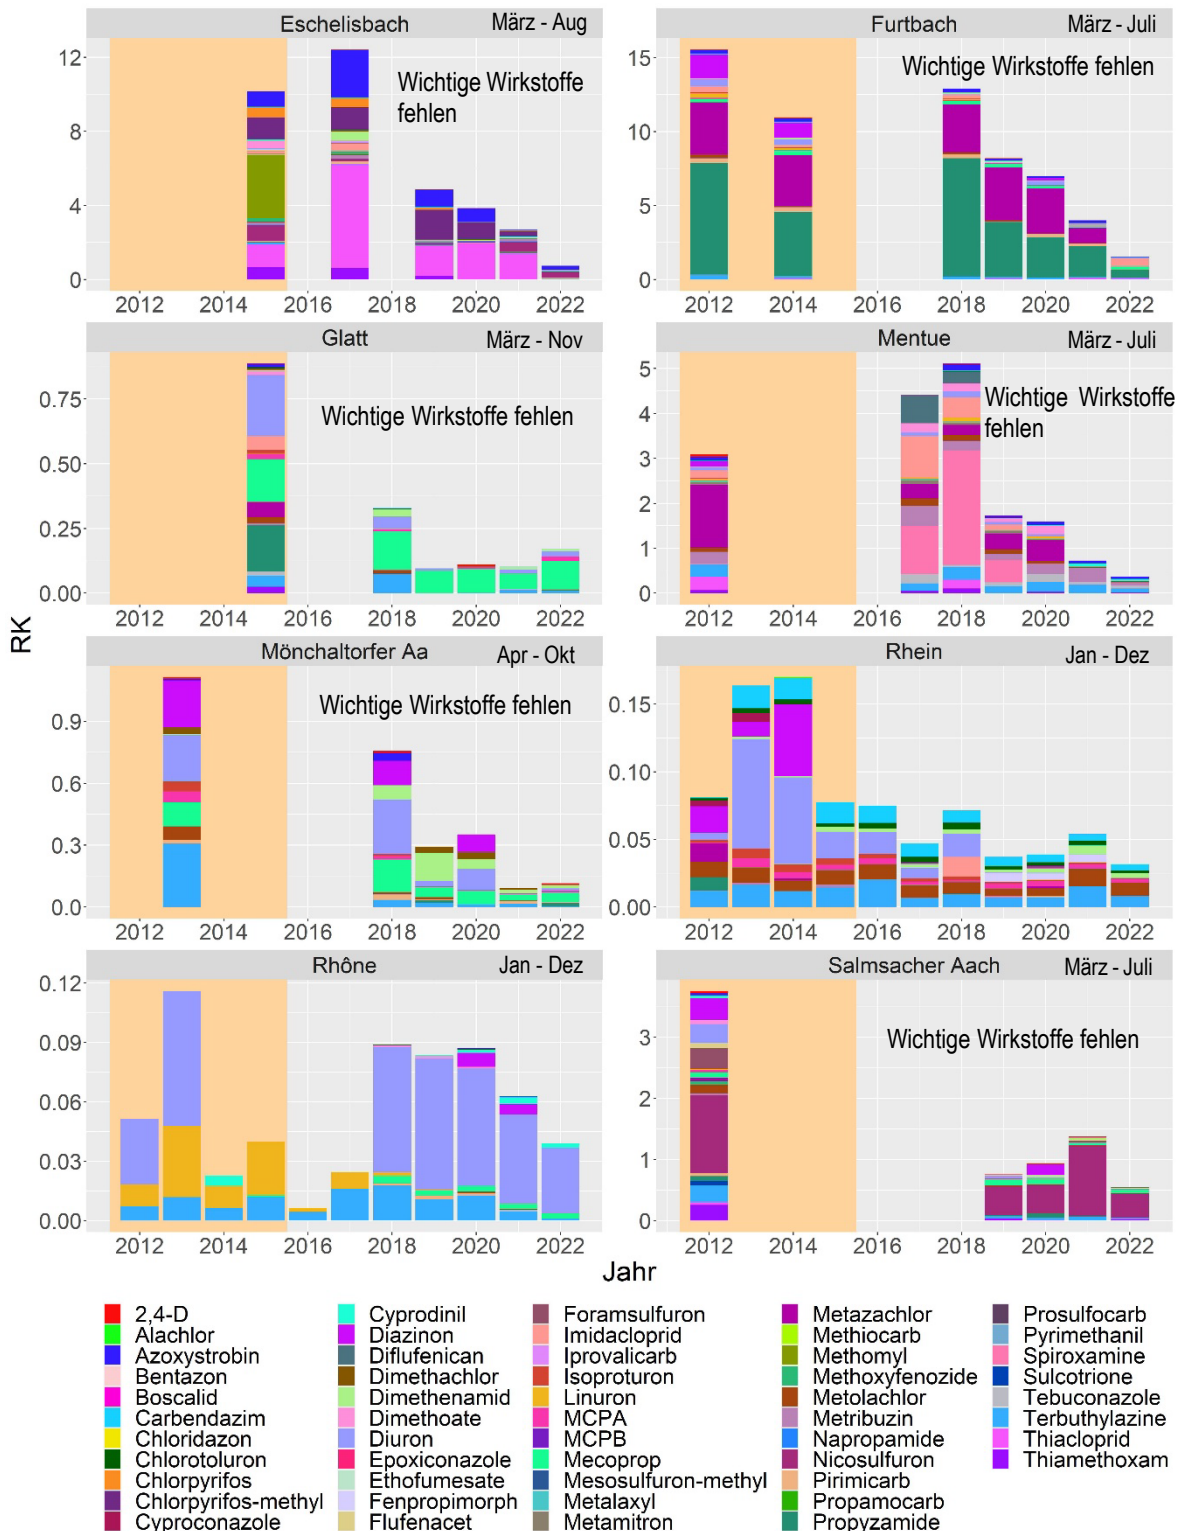 Eschelisbach März - Aug
Furtbach März - Juli
12
8
4
0
Wichtige Wirkstoffe
fehlen
2012 2014 2016 2018 2020 2022
15
10
5
0
Wichtige Wirkstoffe fehlen
2012 2014 2016 2018 2020 2022
Glatt März - Nov
Mentue März - Juli
0.75
0.50
0.25
0.00
Wichtige Wirkstoffe fehlen
2012 2014 2016 2018 2020 2022
5
4
3
2
1
0
Wichtige Wirkstoffe
fehlen
2012 2014 2016 2018 2020 2022
RK
Mönchaltorfer Aa Apr - Okt
Rhein Jan - Dez
0.9
0.6
0.3
0.0
Wichtige Wirkstoffe fehlen
2012 2014 2016 2018 2020 2022
0.15
0.10
0.05
0.00
2012 2014 2016 2018 2020 2022
Rhône Jan - Dez
Salmsacher Aach März - Juli
0.12
0.09
0.06
0.03
0.00
2012 2014 2016 2018 2020 2022
3
2
1
0
Wichtige Wirkstoffe fehlen
2012 2014 2016 2018 2020 2022
Jahr
2,4-D
Alachlor
Azoxystrobin
Bentazon
Boscalid
Carbendazim
Chloridazon
Chlorotoluron
Chlorpyrifos
Chlorpyrifos-methyl
Cyproconazole
Cyprodinil
Diazinon
Diflufenican
Dimethachlor
Dimethenamid
Dimethoate
Diuron
Epoxiconazole
Ethofumesate
Fenpropimorph
Flufenacet
Foramsulfuron
Imidacloprid
Iprovalicarb
Isoproturon
Linuron
MCPA
MCPB
Mecoprop
Mesosulfuron-methyl
Metalaxyl
Metamitron
Metazachlor
Methiocarb
Methomyl
Methoxyfenozide
Metolachlor
Metribuzin
Napropamide
Nicosulfuron
Pirimicarb
Propamocarb
Propyzamide
Prosulfocarb
Pyrimethanil
Spiroxamine
Sulcotrione
Tebuconazole
Terbuthylazine
Thiacloprid
Thiamethoxam